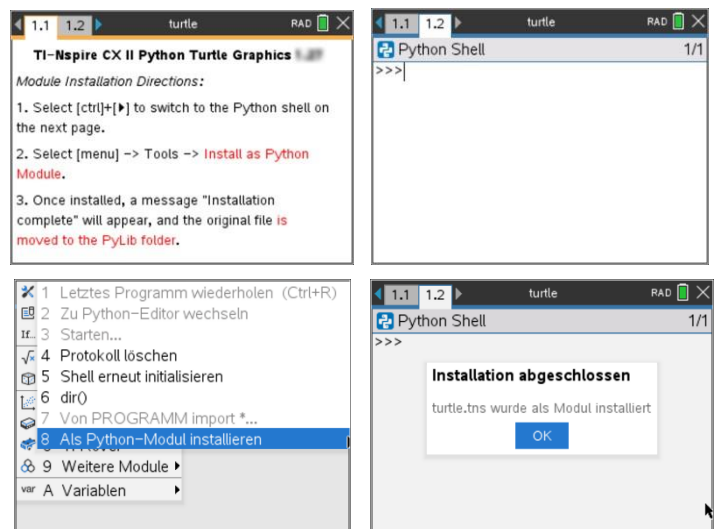 1.1 1.2 turtle RAD
TI-Nspire CX II Python Turtle Graphics
Module Installation Directions:
1. Select [ctrl]+[▶] to switch to the Python shell on
the next page.
2. Select [menu] -> Tools -> Install as Python
Module.
3. Once installed, a message "Installation
complete" will appear, and the original file is
moved to the PyLib folder.
1.1 1.2 turtle RAD
Python Shell 1/1
>>>
1 Letztes Programm wiederholen (Ctrl+R)
2 Zu Python-Editor wechseln
If... 3 Starten...
4 Protokoll löschen
5 Shell erneut initialisieren
6 dir()
7 Von PROGRAMM import *...
8 Als Python-Modul installieren
9 Weitere Module ▸
var A Variablen ▸
1.1 1.2 turtle RAD
Python Shell 1/1
>>>
Installation abgeschlossen
turtle.tns wurde als Modul installiert
OK